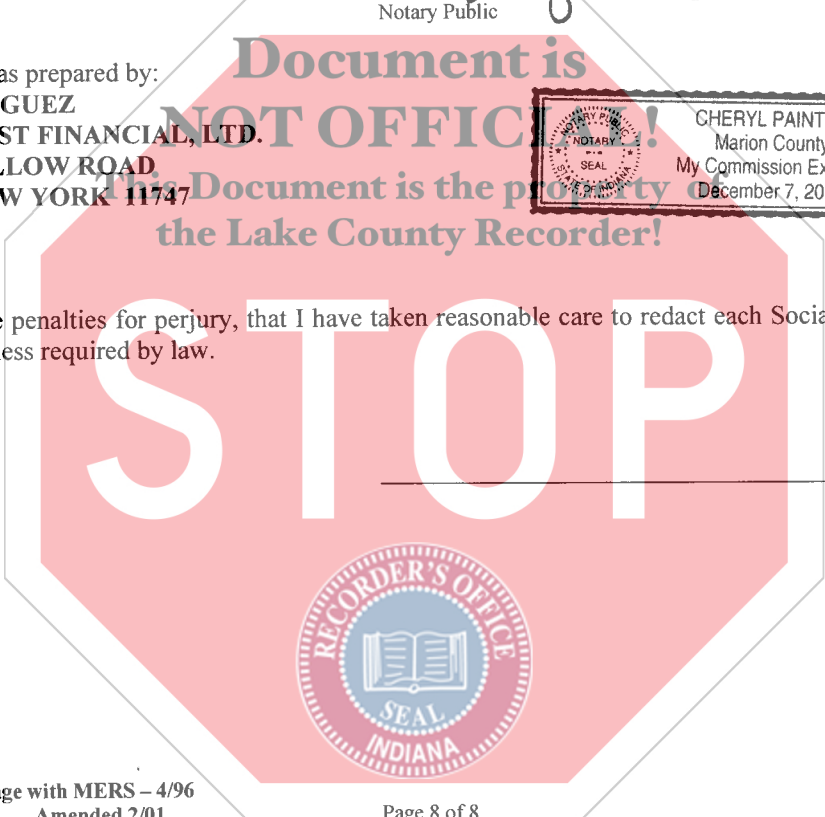 Notary Public
Document is
as prepared by:
GUEZ
NOT OFFICIAL!
ST FINANCIAL, LTD.
LLOW ROAD
W YORK 11747
This Document is the property of
the Lake County Recorder!
CHERYL PAINT
Marion County
My Commission Ex
December 7, 20
NOTARY PUBLIC
NOTARY
SEAL
STATE OF INDIANA
e penalties for perjury, that I have taken reasonable care to redact each Socia
ess required by law.
STOP
RECORDER'S OFFICE
SEAL
INDIANA
ge with MERS – 4/96
Amended 2/01
Page 8 of 8